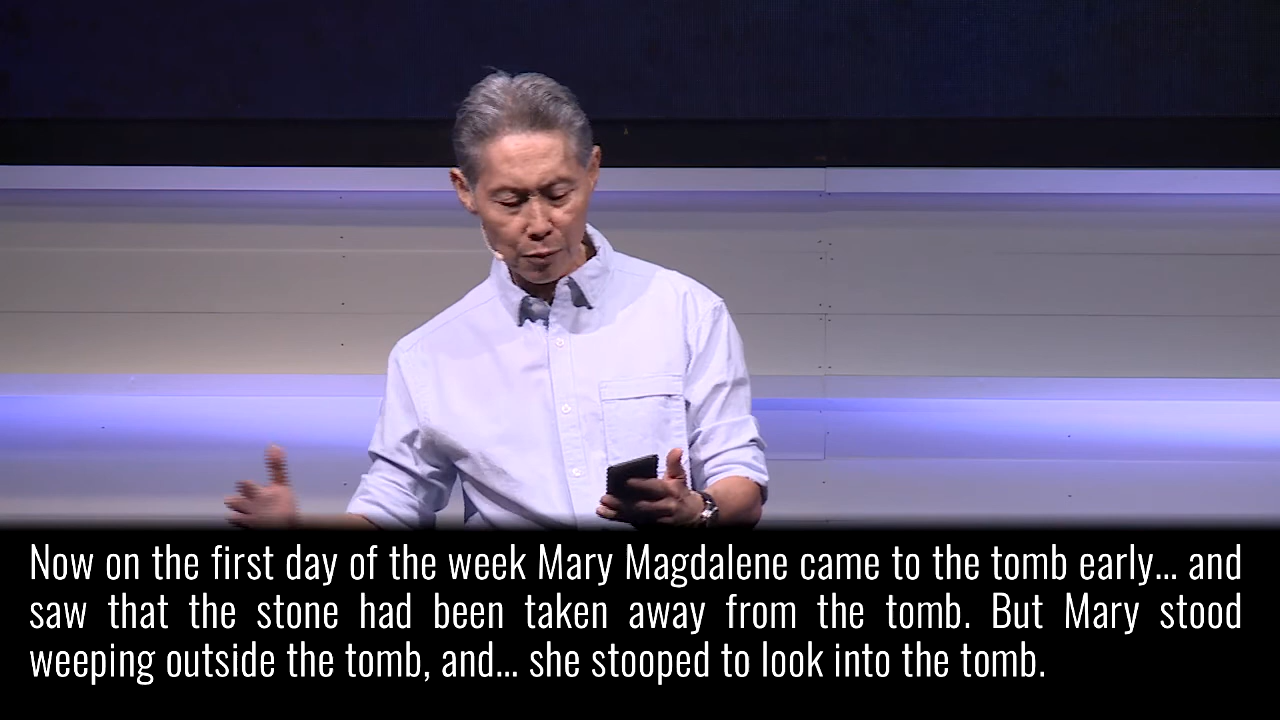 Now on the first day of the week Mary Magdalene came to the tomb early... and
saw that the stone had been taken away from the tomb. But Mary stood
weeping outside the tomb, and... she stooped to look into the tomb.